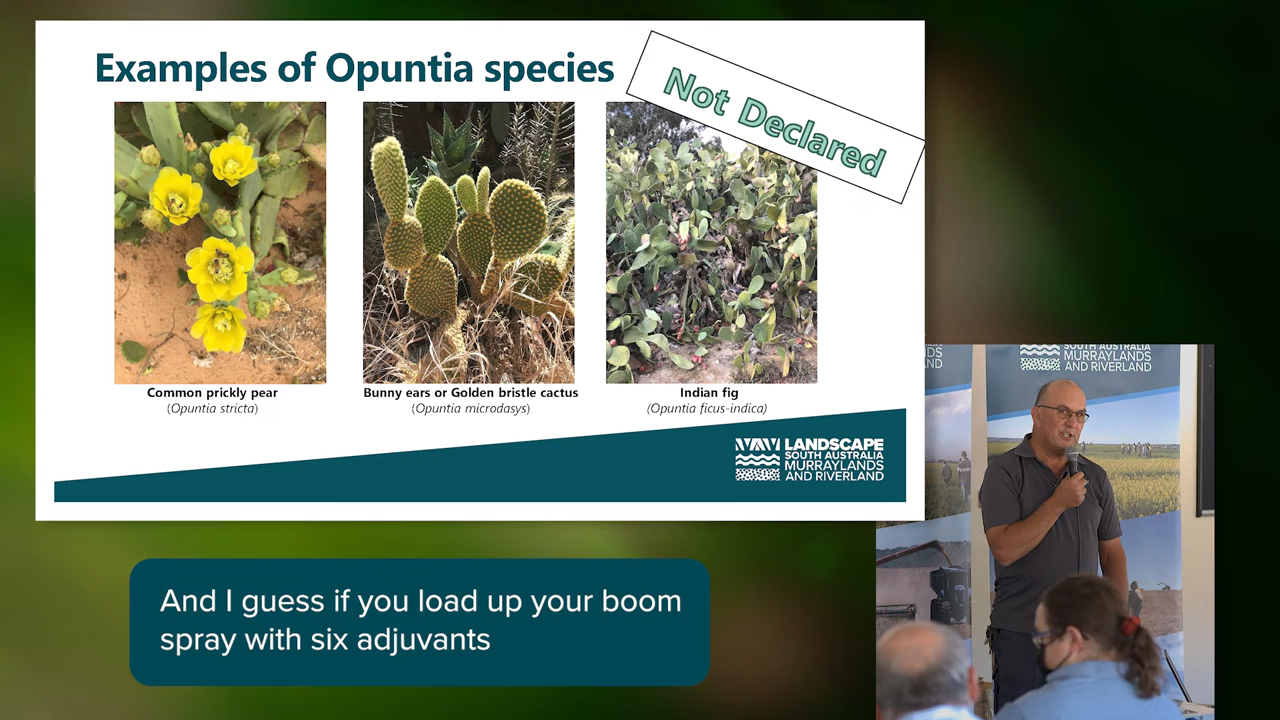 Examples of Opuntia species
Not Declared
Common prickly pear
(Opuntia stricta)
Bunny ears or Golden bristle cactus
(Opuntia microdasys)
Indian fig
(Opuntia ficus-indica)
LANDSCAPE
SOUTH AUSTRALIA
MURRAYLANDS
AND RIVERLAND
And I guess if you load up your boom
spray with six adjuvants
LANDS
ND
SOUTH AUSTRALIA
MURRAYLANDS
AND RIVERLAND